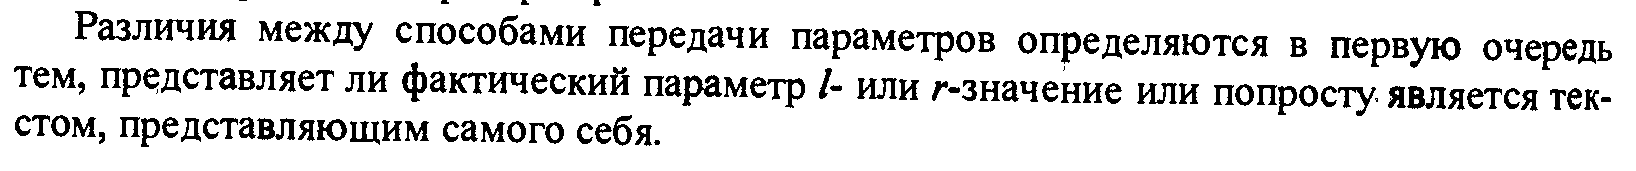 Различия между способами передачи параметров определяются в первую очередь
тем, представляет ли фактический параметр l- или r-значение или попросту является тек-
стом, представляющим самого себя.